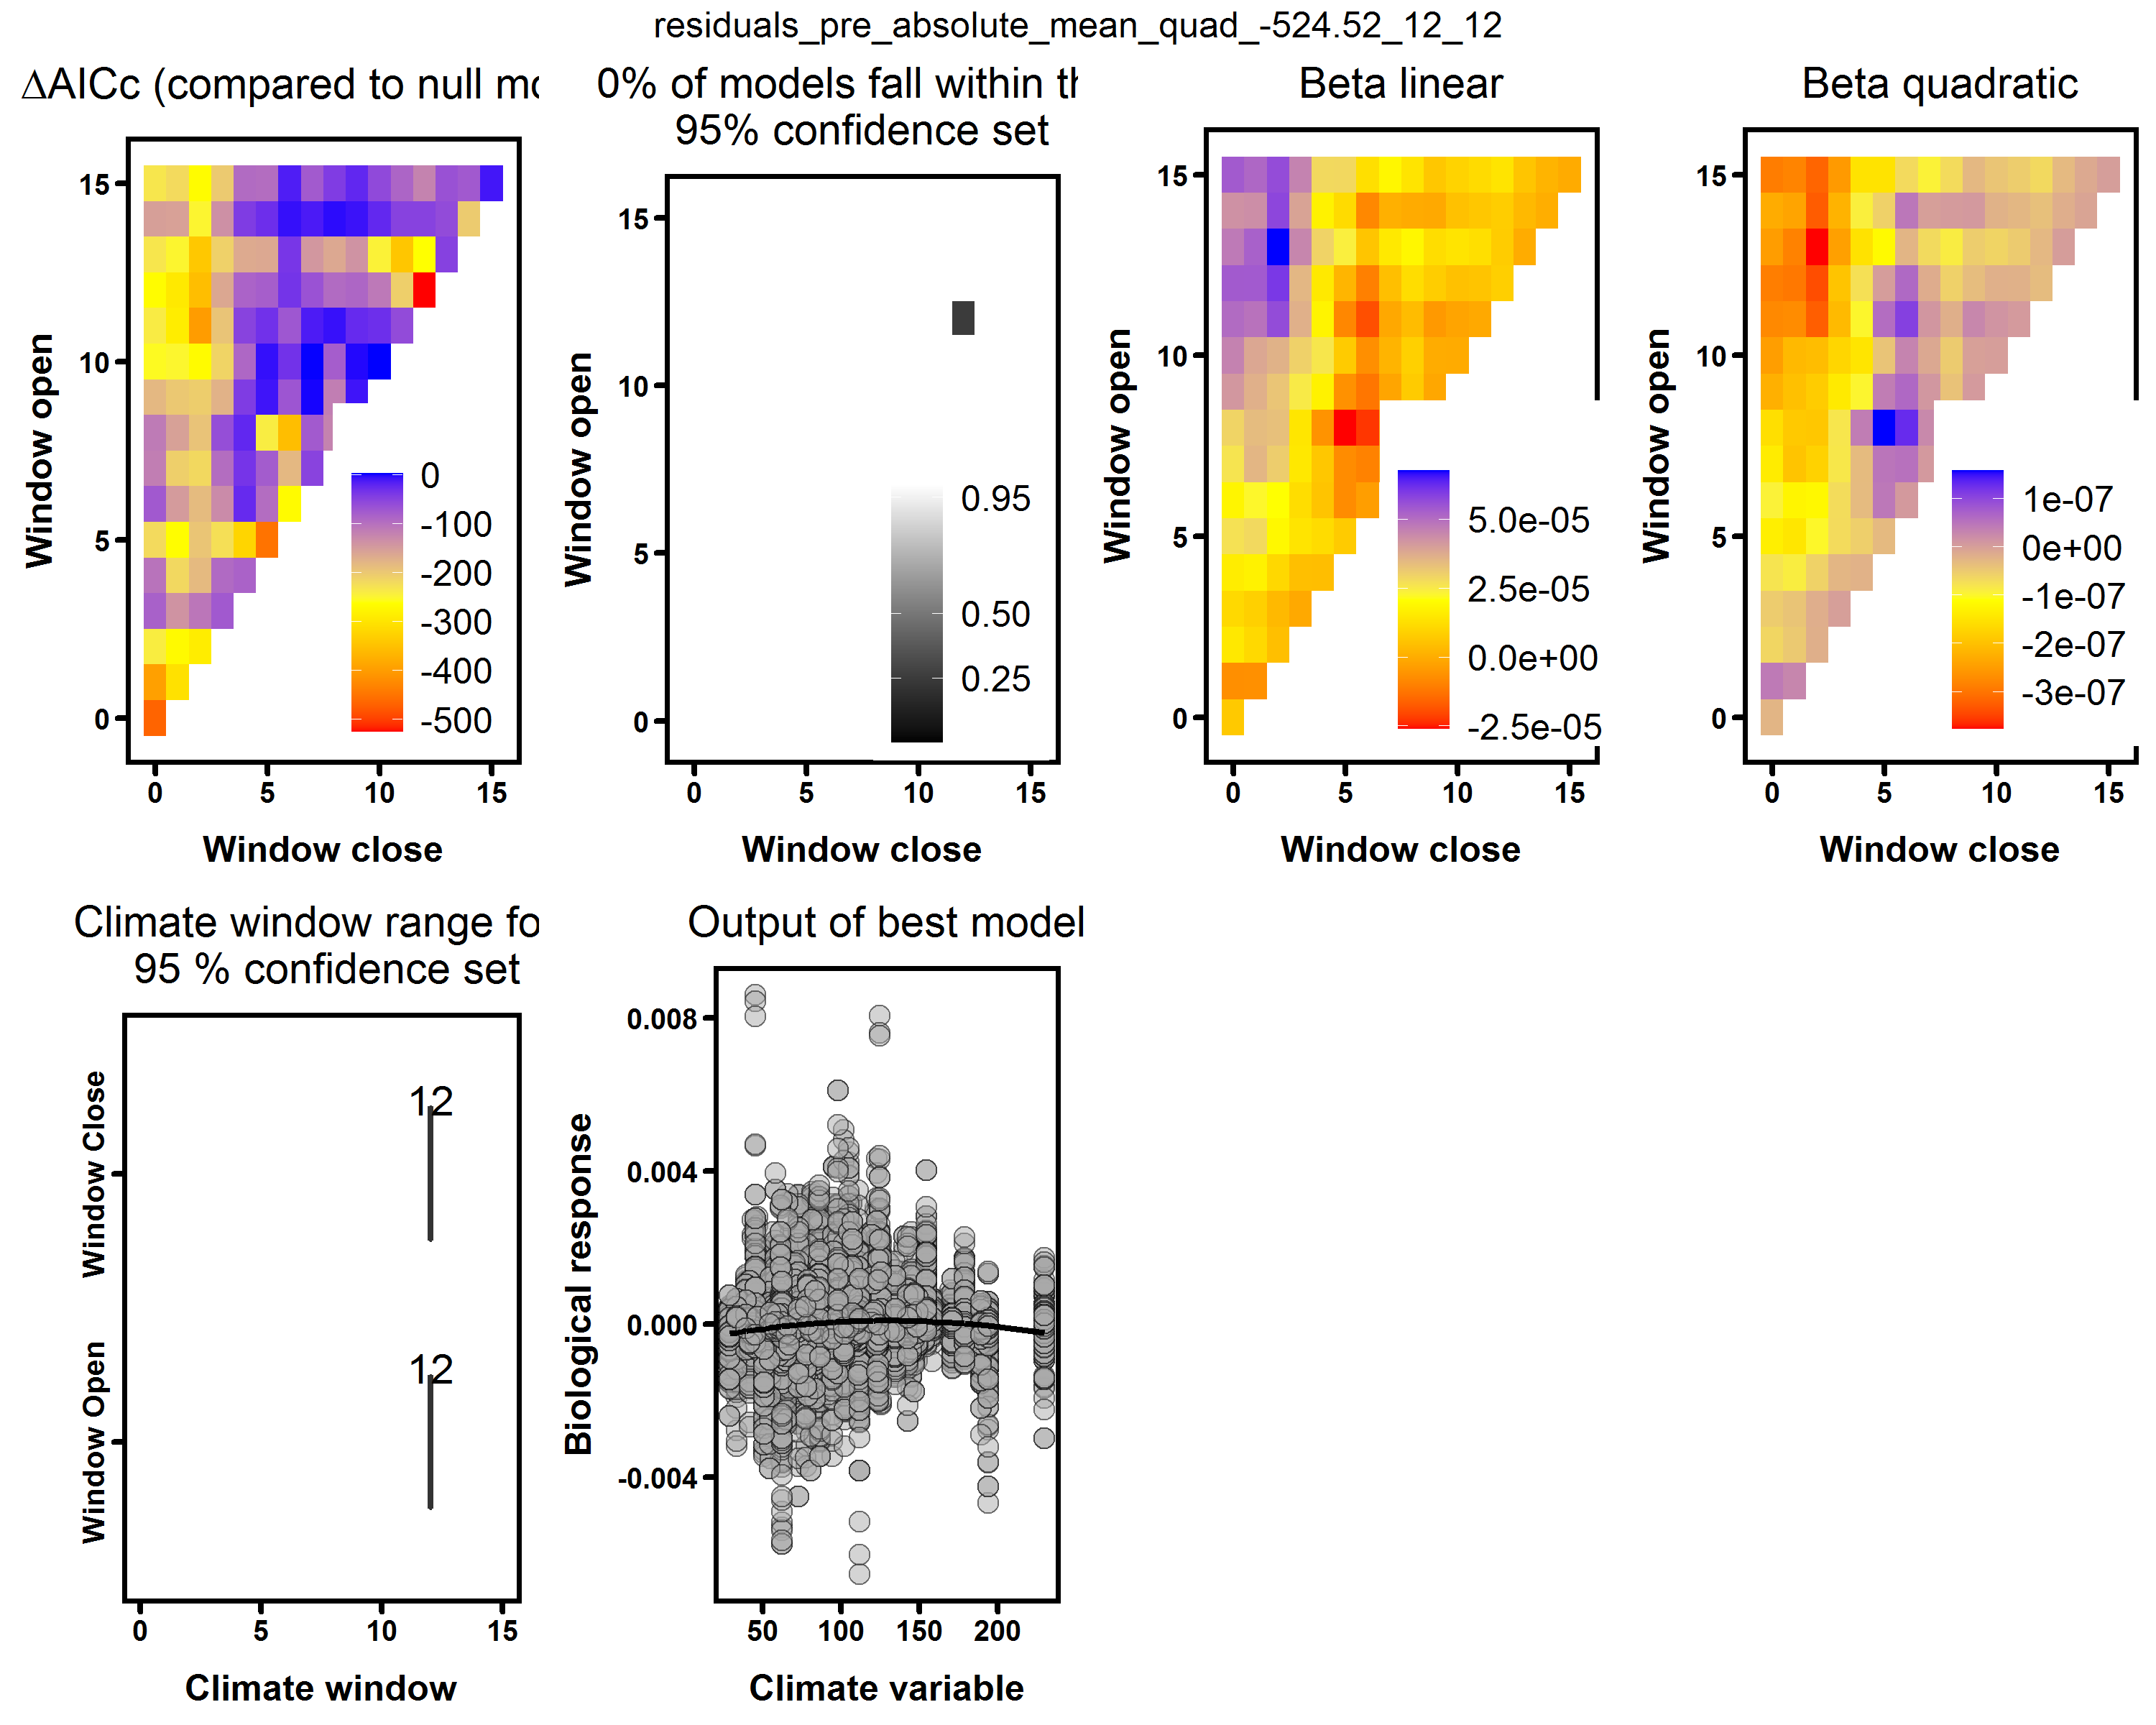 residuals_pre_absolute_mean_quad_-524.52_12_12
ΔAICc (compared to null mo
15
10
5
0
0
-100
-200
-300
-400
-500
0
5
10
15
Window open
Window close
0% of models fall within th
95% confidence set
15
10
5
0
0.95
0.50
0.25
0
5
10
15
Window open
Window close
Beta linear
15
10
5
0
5.0e-05
2.5e-05
0.0e+00
-2.5e-05
0
5
10
15
Window open
Window close
Beta quadratic
15
10
5
0
1e-07
0e+00
-1e-07
-2e-07
-3e-07
0
5
10
15
Window open
Window close
Climate window range fo
95 % confidence set
Window Close
Window Open
12
12
0
5
10
15
Climate window
Output of best model
0.008
0.004
0.000
-0.004
50
100
150
200
Biological response
Climate variable